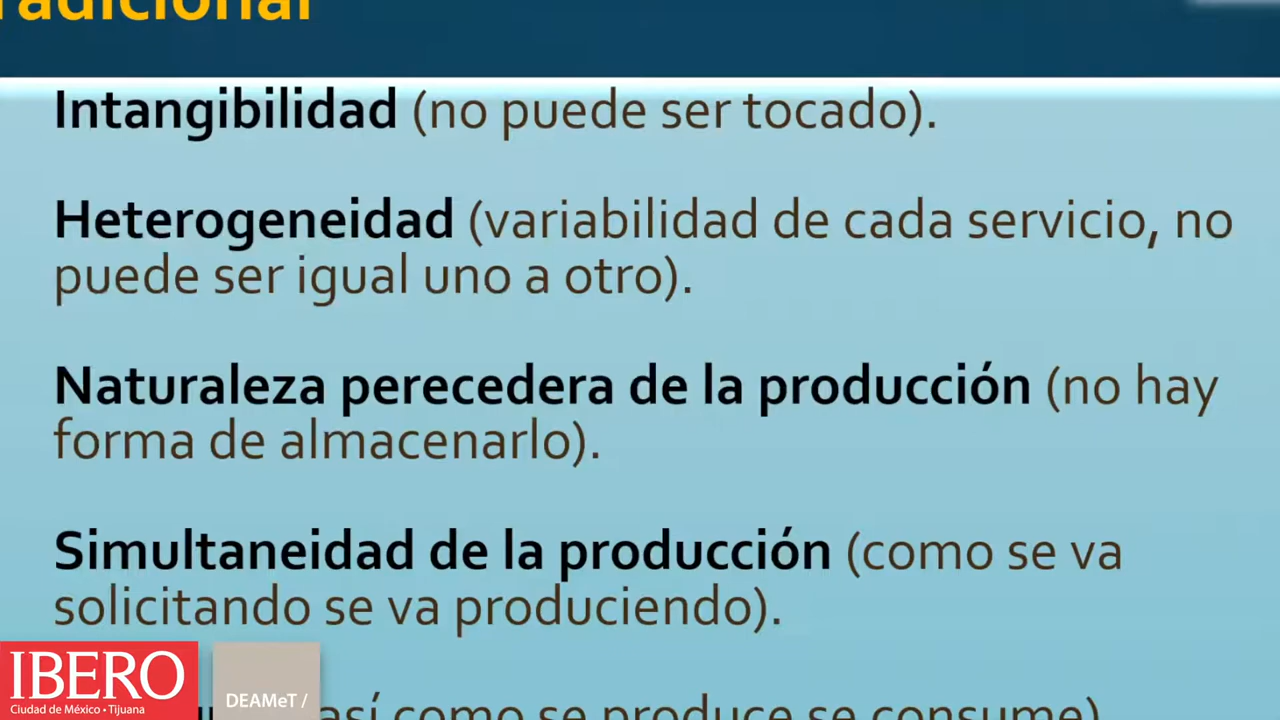 Tradicional
Intangibilidad (no puede ser tocado).
Heterogeneidad (variabilidad de cada servicio, no
puede ser igual uno a otro).
Naturaleza perecedera de la producción (no hay
forma de almacenarlo).
Simultaneidad de la producción (como se va
solicitando se va produciendo).
así como se produce se consume)
IBERO
Ciudad de México • Tijuana
DEAMeT /